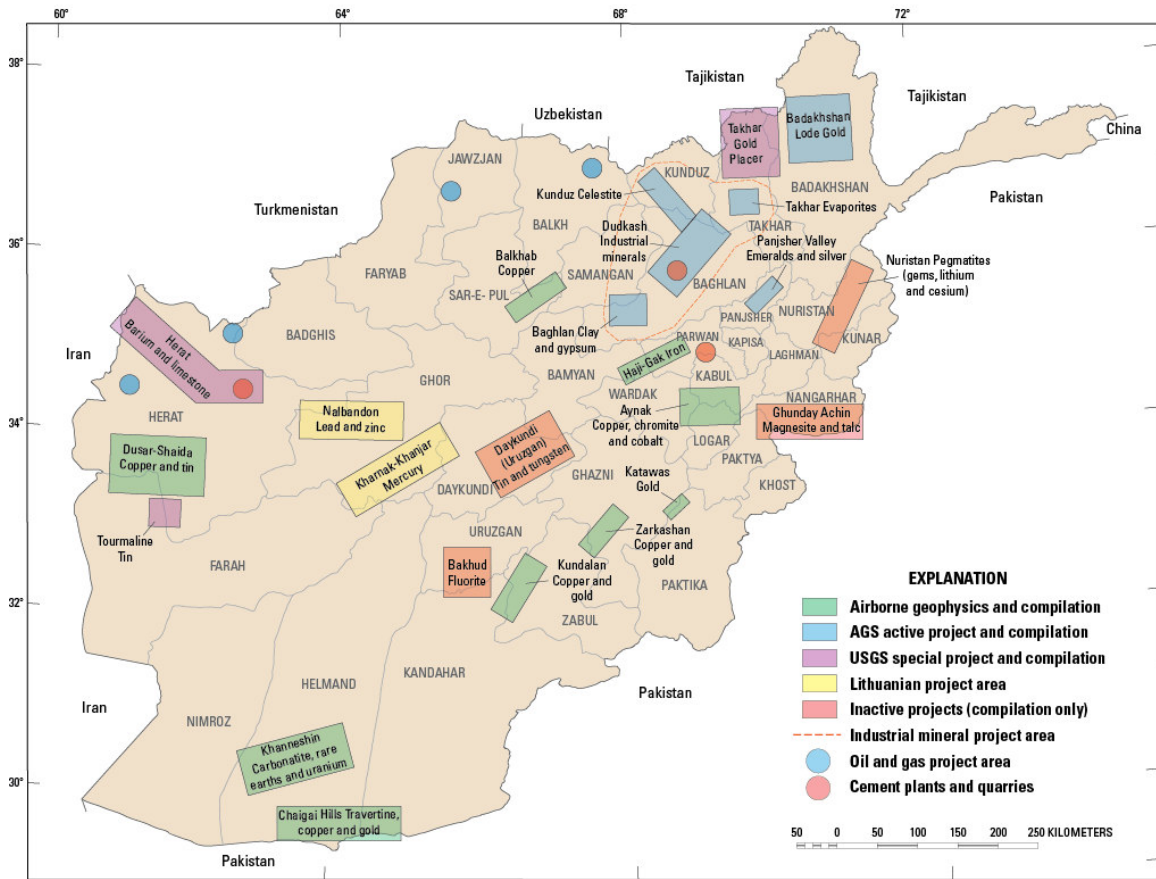 60°
64°
68°
72°
38°
36°
34°
32°
30°
Tajikistan
Tajikistan
China
Uzbekistan
Turkmenistan
Pakistan
Iran
Iran
Pakistan
Pakistan
JAWZJAN
BALKH
KUNDUZ
BADAKHSHAN
TAKHAR
FARYAB
SAR-E- PUL
SAMANGAN
BAGHLAN
BADGHIS
PANJSHER
NURISTAN
KUNAR
PARWAN
KAPISA
LAGHMAN
BAMYAN
KABUL
NANGARHAR
WARDAK
GHOR
HERAT
LOGAR
PAKTYA
KHOST
GHAZNI
DAYKUNDI
URUZGAN
PAKTIKA
FARAH
ZABUL
KANDAHAR
HELMAND
NIMROZ
Takhar
Gold
Placer
Badakhshan
Lode Gold
Kunduz Celestite
Takhar Evaporites
Dudkash
Industrial
minerals
Panjsher Valley
Emeralds and silver
Nuristan Pegmatites
(gems, lithium
and cesium)
Balkhab
Copper
Baghlan Clay
and gypsum
Haji-Gak Iron
Herat
Barium and limestone
Nalbandon
Lead and zinc
Kharnak-Khanjar
Mercury
Daykundi
(Uruzgan)
Tin and tungsten
Aynak
Copper, chromite
and cobalt
Ghunday Achin
Magnesite and talc
Dusar-Shaida
Copper and tin
Tourmaline
Tin
Katawas
Gold
Zarkashan
Copper and
gold
Bakhud
Fluorite
Kundalan
Copper and
gold
Khanneshin
Carbonatite, rare
earths and uranium
Chaigai Hills Travertine,
copper and gold
EXPLANATION
Airborne geophysics and compilation
AGS active project and compilation
USGS special project and compilation
Lithuanian project area
Inactive projects (compilation only)
Industrial mineral project area
Oil and gas project area
Cement plants and quarries
50 0 50 100 150 200 250 KILOMETERS